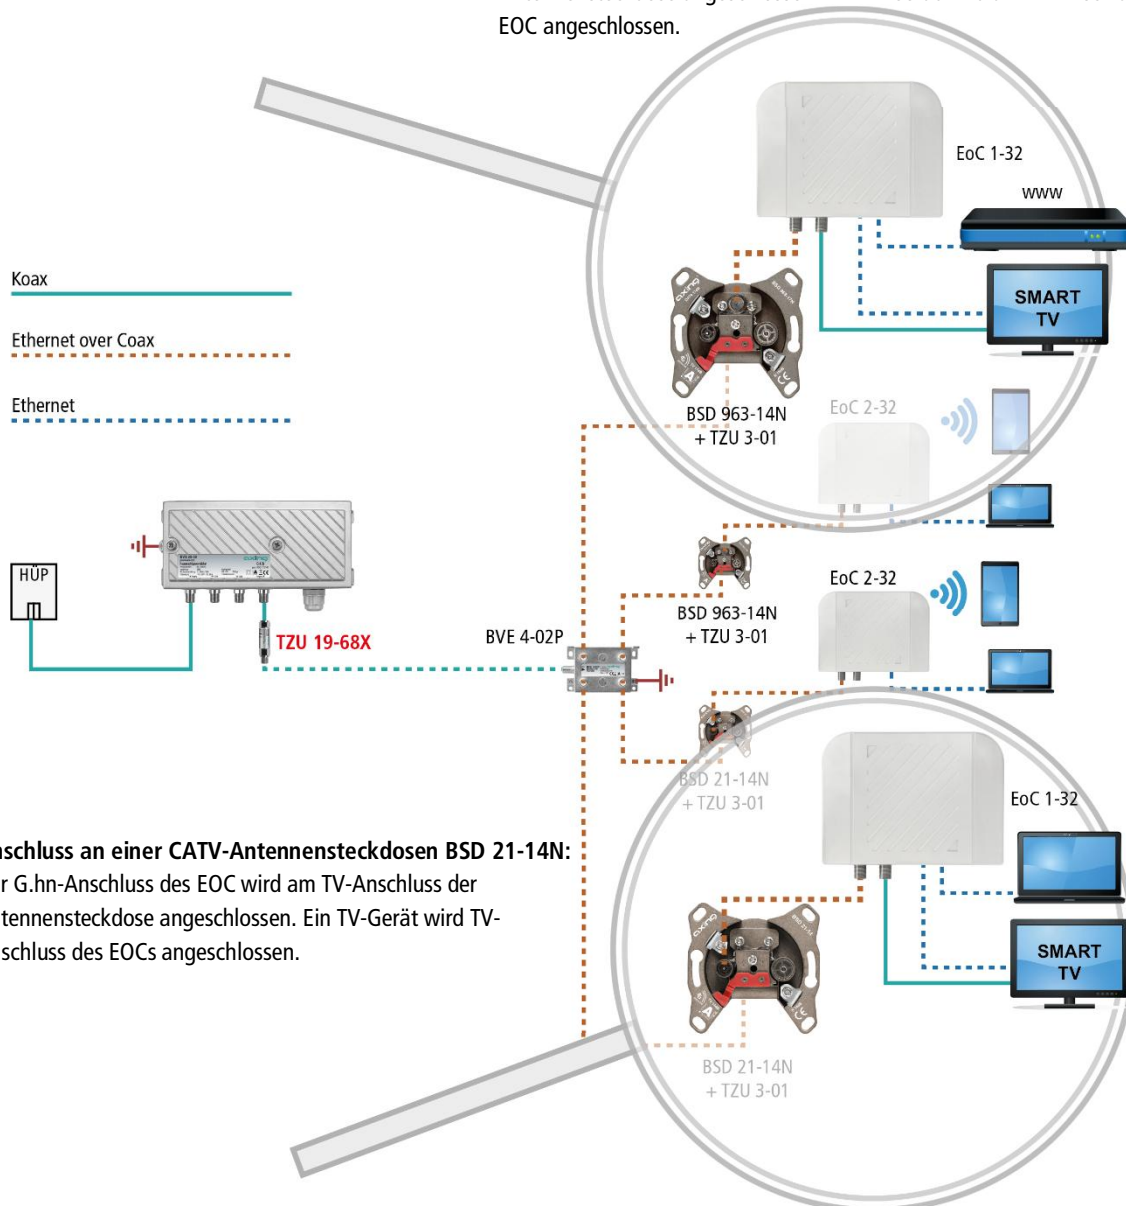 EOC angeschlossen.
EoC 1-32
www
Koax
SMART
TV
Ethernet over Coax
Ethernet
BSD 963-14N
+ TZU 3-01
EoC 2-32
HÜP
axing
TZU 19-68X
BVE 4-02P
BSD 963-14N
+ TZU 3-01
EoC 2-32
BSD 21-14N
+ TZU 3-01
EoC 1-32
nschluss an einer CATV-Antennensteckdosen BSD 21-14N:
r G.hn-Anschluss des EOC wird am TV-Anschluss der
ntennensteckdose angeschlossen. Ein TV-Gerät wird TV-
schluss des EOCs angeschlossen.
axing
SMART
TV
BSD 21-14N
+ TZU 3-01